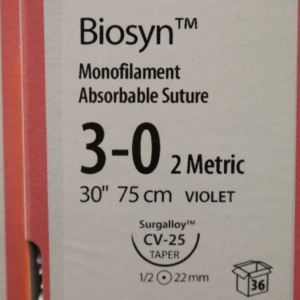 Biosyn™
Monofilament
Absorbable Suture
3-0 2 Metric
30" 75 cm VIOLET
Surgalloy™
CV-25
TAPER
1/2 22 mm
36